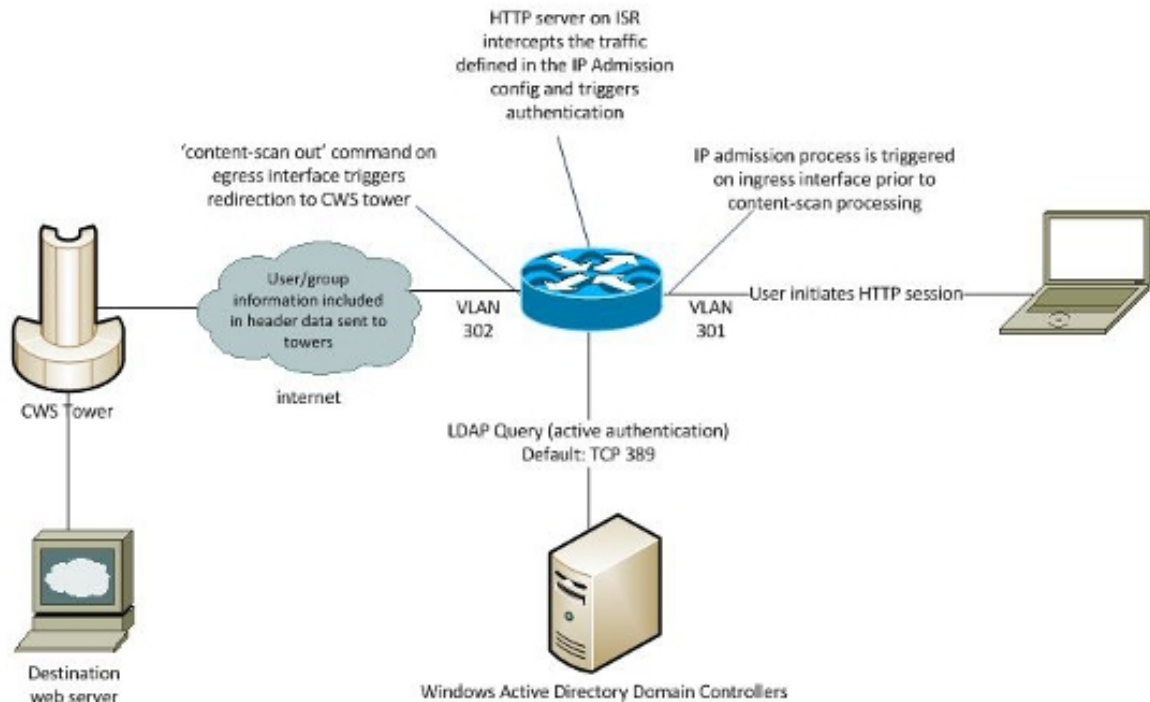 HTTP server on ISR
intercepts the traffic
defined in the IP Admission
config and triggers
authentication
'content-scan out' command on
egress interface triggers
redirection to CWS tower
IP admission process is triggered
on ingress interface prior to
content-scan processing
User/group
information included
in header data sent to
towers
VLAN
302
VLAN
301
User initiates HTTP session
internet
CWS Tower
LDAP Query (active authentication)
Default: TCP 389
Destination
web server
Windows Active Directory Domain Controllers